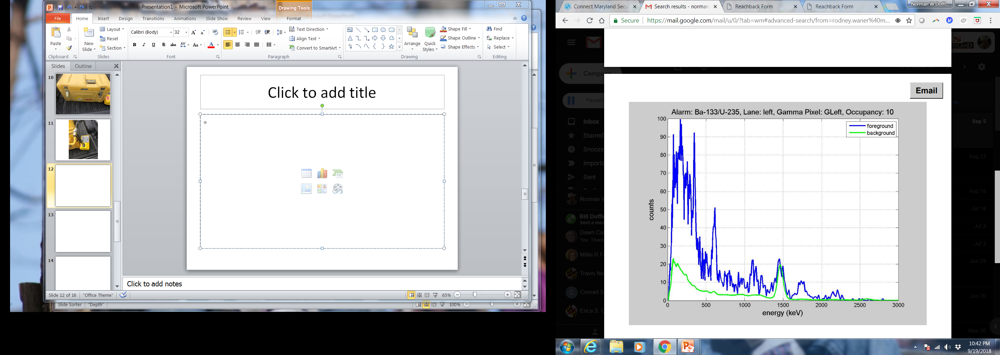 Presentation1 - Microsoft PowerPoint
Drawing Tools
File Home Insert Design Transitions Animations Slide Show Review View Format
Paste
New Slide
Layout
Reset
Section
Calibri (Body) 32
Text Direction
Align Text
Convert to SmartArt
Arrange
Quick Styles
Shape Fill
Shape Outline
Shape Effects
Find
Replace
Select
Clipboard Slides Font Paragraph Drawing Editing
Slides Outline
10
11
12
13
14
Click to add title
Click to add notes
Slide 12 of 16 "Office Theme" 65%
Slide Sorter "Depth" 100%
Connect Maryland Secu
Search results - norman
Reachback Form
Reachback Form
Norman W Doffl...
Secure https://mail.google.com/mail/u/0/?tab=wm#advanced-search/from=rodney.waner%40m...
Compose
Pause
Inbox
Starred
Snooze
Importa
Sent
Norman W
Bill Doffle
Sent a mes
Dawn Ca
You: Thank
Millie R F
Travis Ne
Conrad S
Erica S. C
RYLAND
Sep 5
Aug 22
Aug 16
Jul 18
Jul 3
Jul 3
Jun 29
Jun 20
May 30
Email
Alarm: Ba-133/U-235, Lane: left, Gamma Pixel: GLeft, Occupancy: 10
foreground
background
counts
100
90
80
70
60
50
40
30
20
10
0
0 500 1000 1500 2000 2500 3000
energy (keV)
10:42 PM
9/19/2018